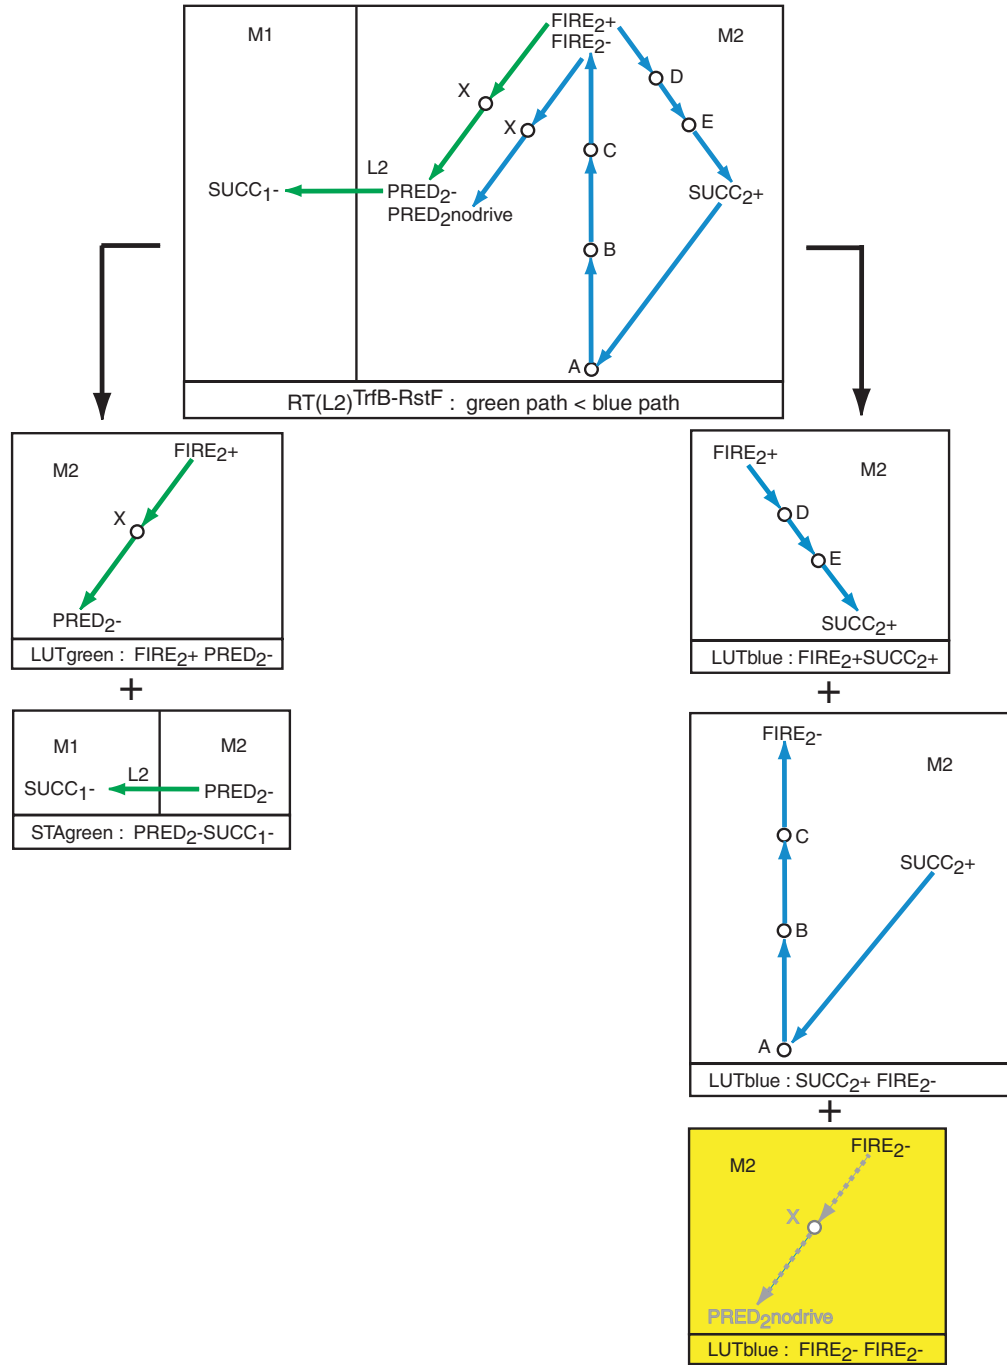 M1
FIRE2+
FIRE2-
M2
X
D
X
E
C
L2
SUCC1-
PRED2-
PRED2nodrive
SUCC2+
B
A
RT(L2)TrfB-RstF : green path < blue path
M2
FIRE2+
X
PRED2-
LUTgreen : FIRE2+ PRED2-
+
M1
M2
SUCC1-
L2
PRED2-
STAgreen : PRED2-SUCC1-
FIRE2+
M2
D
E
SUCC2+
LUTblue : FIRE2+SUCC2+
+
FIRE2-
M2
C
SUCC2+
B
A
LUTblue : SUCC2+ FIRE2-
+
FIRE2-
M2
X
PRED2nodrive
LUTblue : FIRE2- FIRE2-